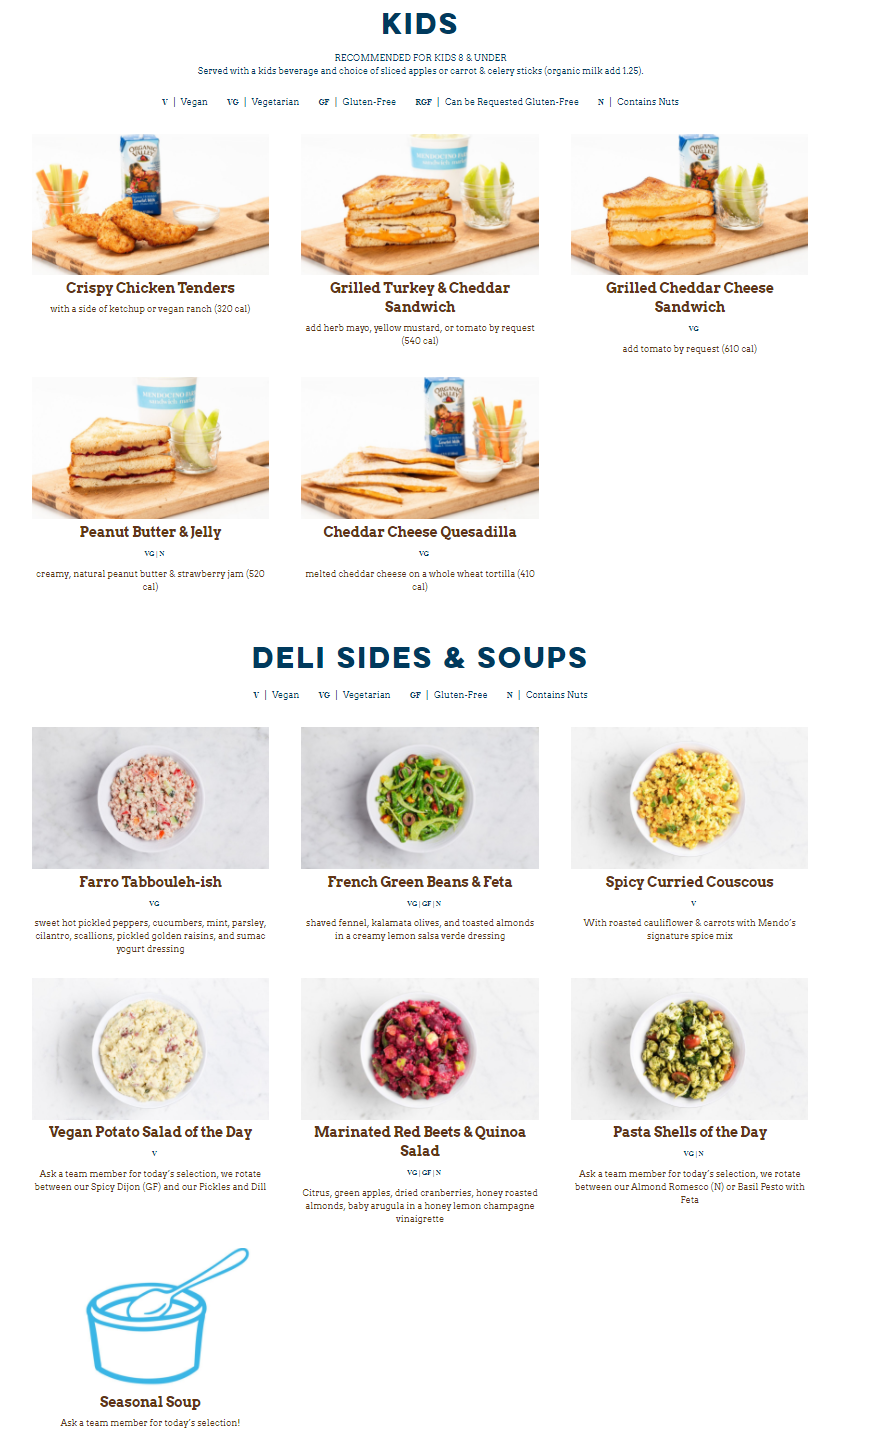 KIDS
RECOMMENDED FOR KIDS 8 & UNDER
Served with a kids beverage and choice of sliced apples or carrot & celery sticks (organic milk add 1.25).
V | Vegan VG | Vegetarian GF | Gluten-Free RGF | Can be Requested Gluten-Free N | Contains Nuts
ORGANIC VALLEY
MENDOCINO FARMS
ORGANIC VALLEY
Crispy Chicken Tenders
with a side of ketchup or vegan ranch (320 cal)
Grilled Turkey & Cheddar
Sandwich
add herb mayo, yellow mustard, or tomato by request
(540 cal)
Grilled Cheddar Cheese
Sandwich
VG
add tomato by request (610 cal)
MENDOCINO FARMS
sandwich market
ORGANIC VALLEY
Peanut Butter & Jelly
VG | N
creamy, natural peanut butter & strawberry jam (520
cal)
Cheddar Cheese Quesadilla
VG
melted cheddar cheese on a whole wheat tortilla (410
cal)
DELI SIDES & SOUPS
V | Vegan VG | Vegetarian GF | Gluten-Free N | Contains Nuts
Farro Tabbouleh-ish
VG
sweet hot pickled peppers, cucumbers, mint, parsley,
cilantro, scallions, pickled golden raisins, and sumac
yogurt dressing
French Green Beans & Feta
VG | GF | N
shaved fennel, kalamata olives, and toasted almonds
in a creamy lemon salsa verde dressing
Spicy Curried Couscous
V
With roasted cauliflower & carrots with Mendo's
signature spice mix
Vegan Potato Salad of the Day
V
Ask a team member for today's selection, we rotate
between our Spicy Dijon (GF) and our Pickles and Dill
Marinated Red Beets & Quinoa
Salad
VG | GF | N
Citrus, green apples, dried cranberries, honey roasted
almonds, baby arugula in a honey lemon champagne
vinaigrette
Pasta Shells of the Day
VG | N
Ask a team member for today's selection, we rotate
between our Almond Romesco (N) or Basil Pesto with
Feta
Seasonal Soup
Ask a team member for today's selection!